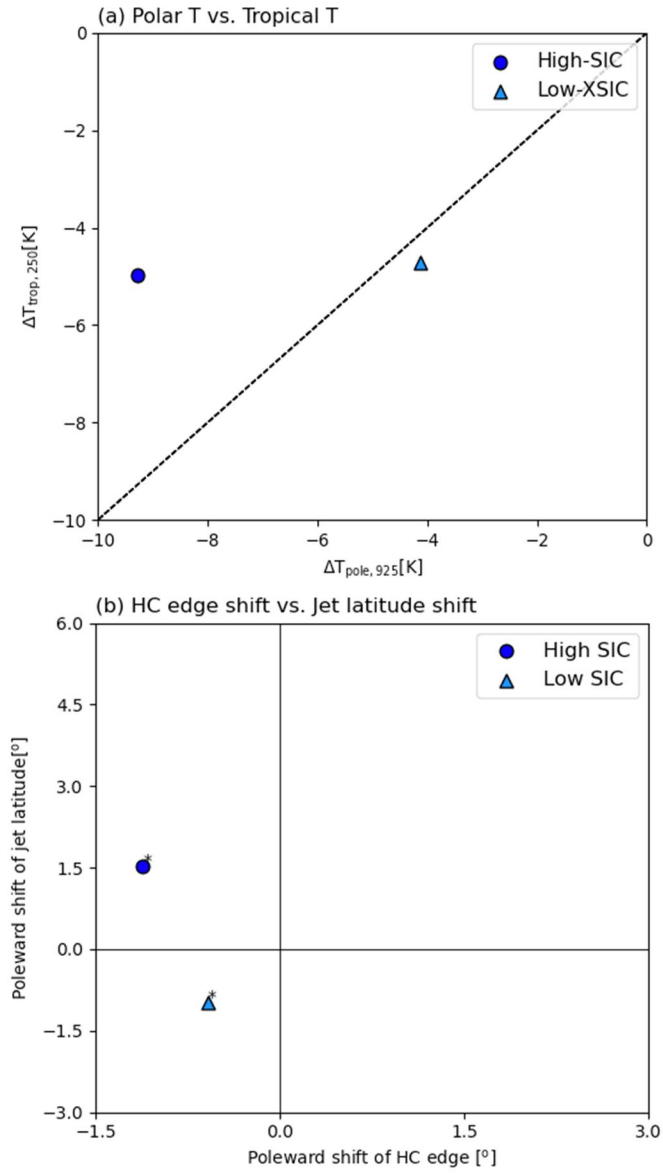 (a) Polar T vs. Tropical T
0
High-SIC
Low-XSIC
−2
−4
ΔT_trop, 250[K]
−6
−8
−10
−10 −8 −6 −4 −2 0
ΔT_pole, 925[K]
(b) HC edge shift vs. Jet latitude shift
6.0
High SIC
Low SIC
4.5
3.0
Poleward shift of jet latitude[°]
1.5
*
0.0
*
−1.5
−3.0
−1.5 0.0 1.5 3.0
Poleward shift of HC edge [°]